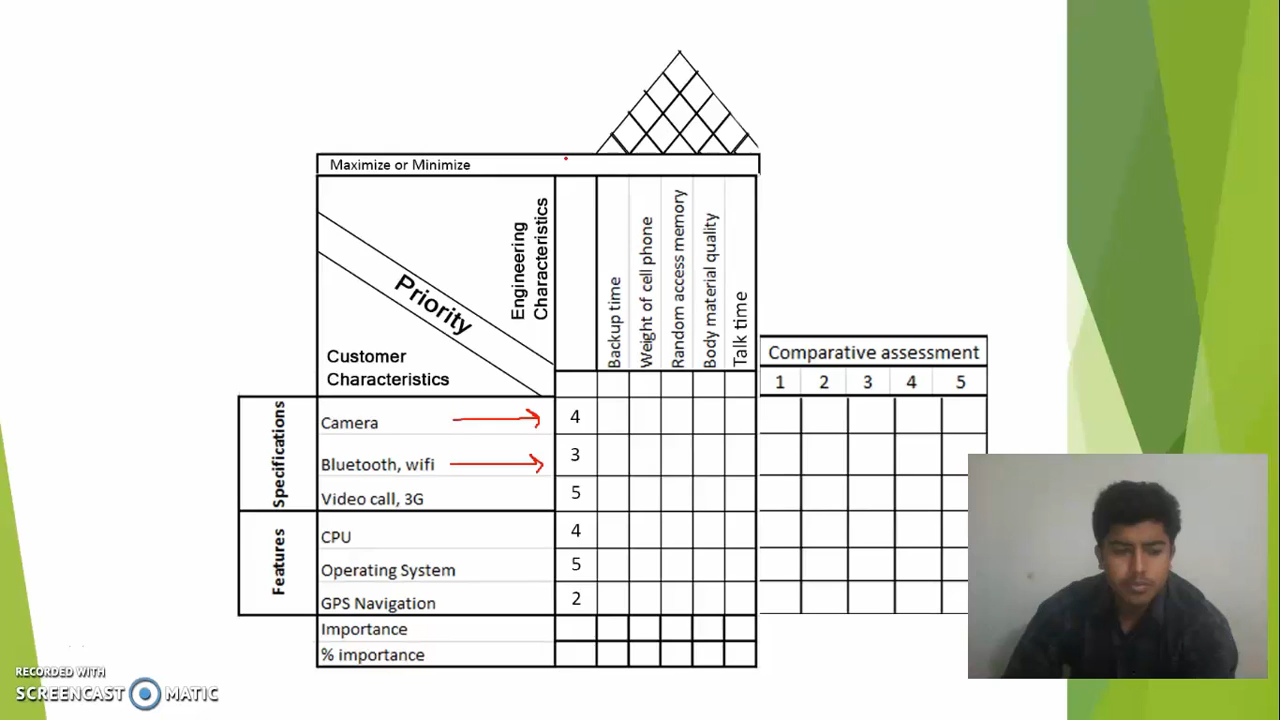 Maximize or Minimize
Engineering
Characteristics
Priority
Customer
Characteristics
Backup time
Weight of cell phone
Random access memory
Body material quality
Talk time
Comparative assessment
1 2 3 4 5
Specifications
Camera 4
Bluetooth, wifi 3
Video call, 3G 5
Features
CPU 4
Operating System 5
GPS Navigation 2
Importance
% importance
RECORDED WITH
SCREENCAST MATIC